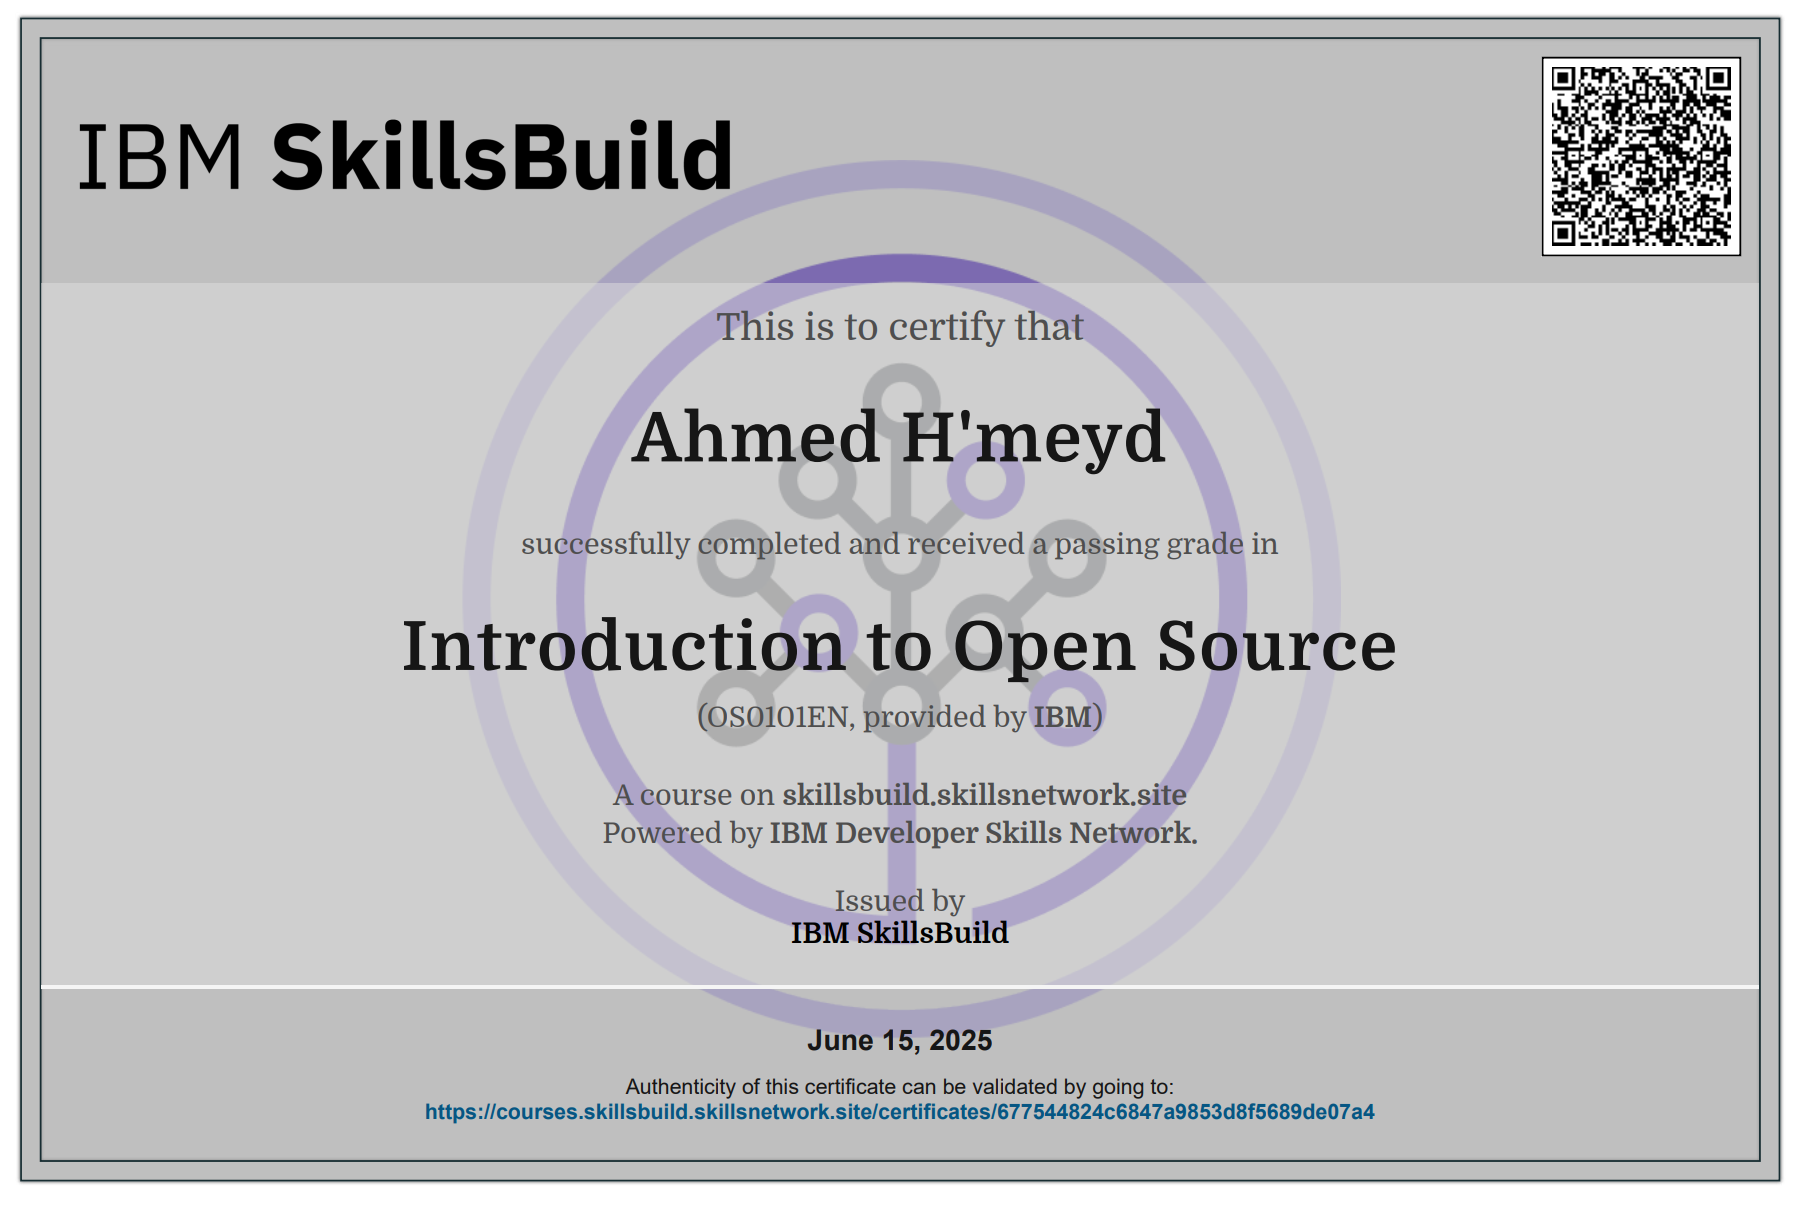 IBM SkillsBuild
This is to certify that
Ahmed H'meyd
successfully completed and received a passing grade in
Introduction to Open Source
(OS0101EN, provided by IBM)
A course on skillsbuild.skillsnetwork.site
Powered by IBM Developer Skills Network.
Issued by
IBM SkillsBuild
June 15, 2025
Authenticity of this certificate can be validated by going to:
https://courses.skillsbuild.skillsnetwork.site/certificates/677544824c6847a9853d8f5689de07a4